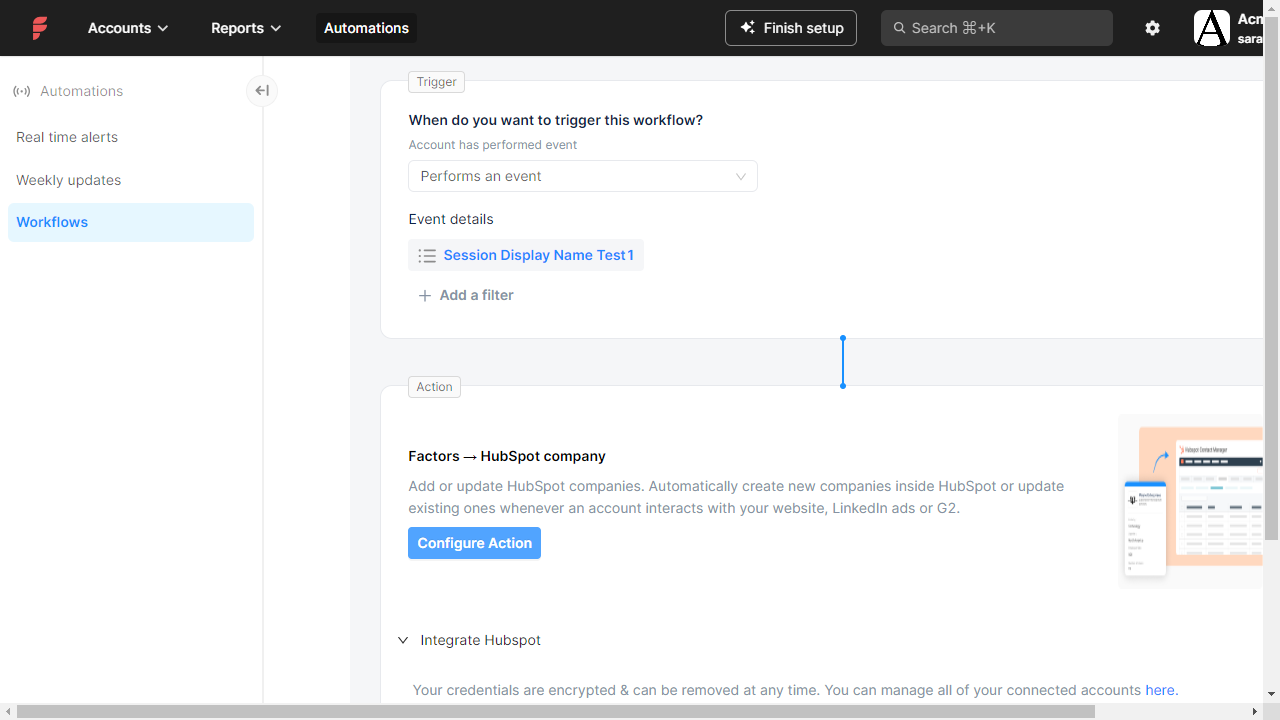 Accounts
Reports
Automations
Finish setup
Search ⌘+K
A
Acm
sara
Automations
Real time alerts
Weekly updates
Workflows
Trigger
When do you want to trigger this workflow?
Account has performed event
Performs an event
Event details
Session Display Name Test1
Add a filter
Action
Factors → HubSpot company
Add or update HubSpot companies. Automatically create new companies inside HubSpot or update
existing ones whenever an account interacts with your website, LinkedIn ads or G2.
Configure Action
Hubspot Contact Manager
Integrate Hubspot
Your credentials are encrypted & can be removed at any time. You can manage all of your connected accounts here.